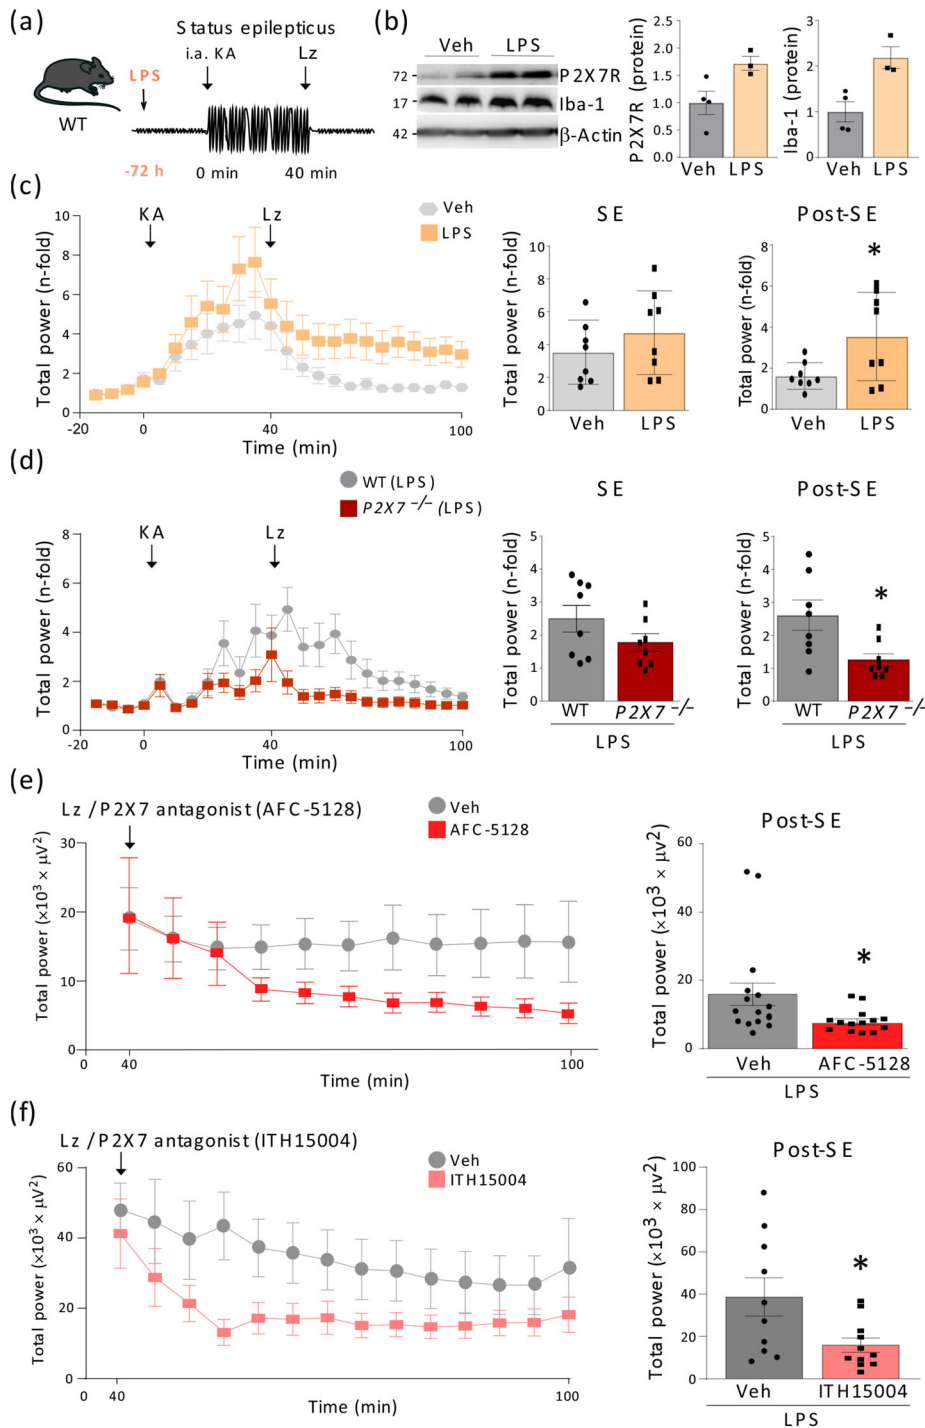 (a)
Status epilepticus
i.a. KA
Lz
LPS
WT
-72 h
0 min
40 min
(b)
Veh LPS
72 P2X7R
17 Iba-1
42 β-Actin
P2X7R (protein)
2.5
2.0
1.5
1.0
0.5
0.0
Veh LPS
Iba-1 (protein)
3
2
1
0
Veh LPS
(c)
Veh
LPS
KA
Lz
Total power (n-fold)
10
8
6
4
2
0
-20 0 40 100
Time (min)
SE
Total power (n-fold)
10
8
6
4
2
0
Veh LPS
Post-SE
*
Total power (n-fold)
8
6
4
2
0
Veh LPS
(d)
WT (LPS)
P2X7 −/− (LPS)
KA
Lz
Total power (n-fold)
8
6
4
2
0
-20 0 40 100
Time (min)
SE
Total power (n-fold)
5
4
3
2
1
0
WT P2X7 −/−
LPS
Post-SE
*
Total power (n-fold)
5
4
3
2
1
0
WT P2X7 −/−
LPS
(e)
Lz /P2X7 antagonist (AFC-5128)
Veh
AFC-5128
Total power (×10³ × μV²)
30
20
10
0
0 40 100
Time (min)
Post-SE
*
Total power (×10³ × μV²)
60
40
20
0
Veh AFC-5128
LPS
(f)
Lz /P2X7 antagonist (ITH15004)
Veh
ITH15004
Total power (×10³ × μV²)
60
40
20
0
0 40 100
Time (min)
Post-SE
*
Total power (×10³ × μV²)
100
80
60
40
20
0
Veh ITH15004
LPS